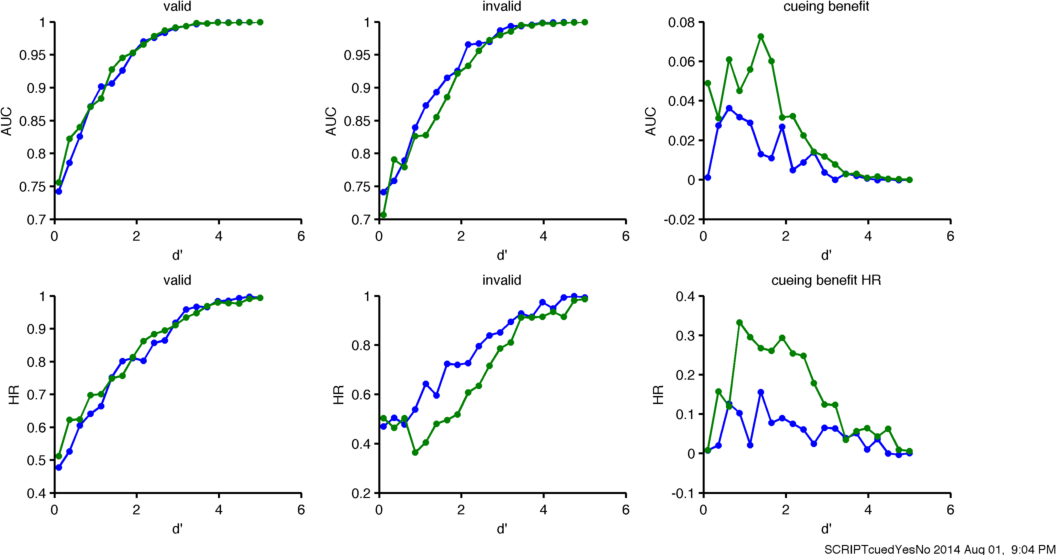 valid
AUC
1
0.95
0.9
0.85
0.8
0.75
0.7
0 2 4 6
d'
invalid
AUC
1
0.95
0.9
0.85
0.8
0.75
0.7
0 2 4 6
d'
cueing benefit
AUC
0.08
0.06
0.04
0.02
0
-0.02
0 2 4 6
d'
valid
HR
1
0.9
0.8
0.7
0.6
0.5
0.4
0 2 4 6
d'
invalid
HR
1
0.8
0.6
0.4
0.2
0 2 4 6
d'
cueing benefit HR
HR
0.4
0.3
0.2
0.1
0
-0.1
0 2 4 6
d'
SCRIPTcuedYesNo 2014 Aug 01, 9:04 PM